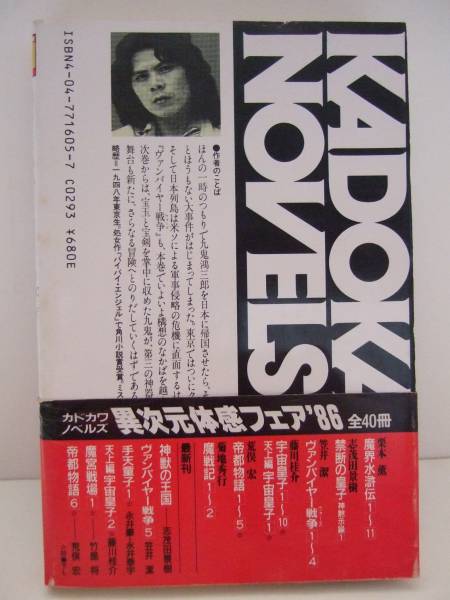 ISBN4-04-771605-7 C0293 ¥680E
KADOK
NOVELS
●作者のことば
ほんの一時のつもりで九鬼鴻三郎を日本に帰国させたら、そ
とほうもない大事件がはじまってしまった。東京ではついにク
そして日本列島は米ソによる軍事侵略の危機に直面するは
『ヴァンパイヤー戦争』も、本巻でいよいよ構想のなかばを越
次巻からは、宝玉と宝剣を掌中に収めた九鬼が、第三の神器
舞台も新たに、さらなる冒険へとのりだしていくはずである
略歴=一九四八年東京生。処女作『バイバイ、エンジェル』で角川小説賞受賞。ミス
カドカワ
ノベルズ
異次元体感フェア'86
全40冊
栗本 薫
魔界水滸伝1〜11
志茂田景樹
禁断の皇子 神黙示録1
笠井 潔
ヴァンパイヤー戦争1〜4
藤川桂介
宇宙皇子1〜10
天上編 宇宙皇子1
荒俣 宏
帝都物語1〜5
菊地秀行
魔戦記1〜2
最新刊
神獣の王国 志茂田景樹
ヴァンパイヤー戦争5 笠井 潔
手天童子1 永井豪・永井泰宇
天上編 宇宙皇子2 藤川桂介
魔宮戦場1 竹島 将
帝都物語6 荒俣 宏